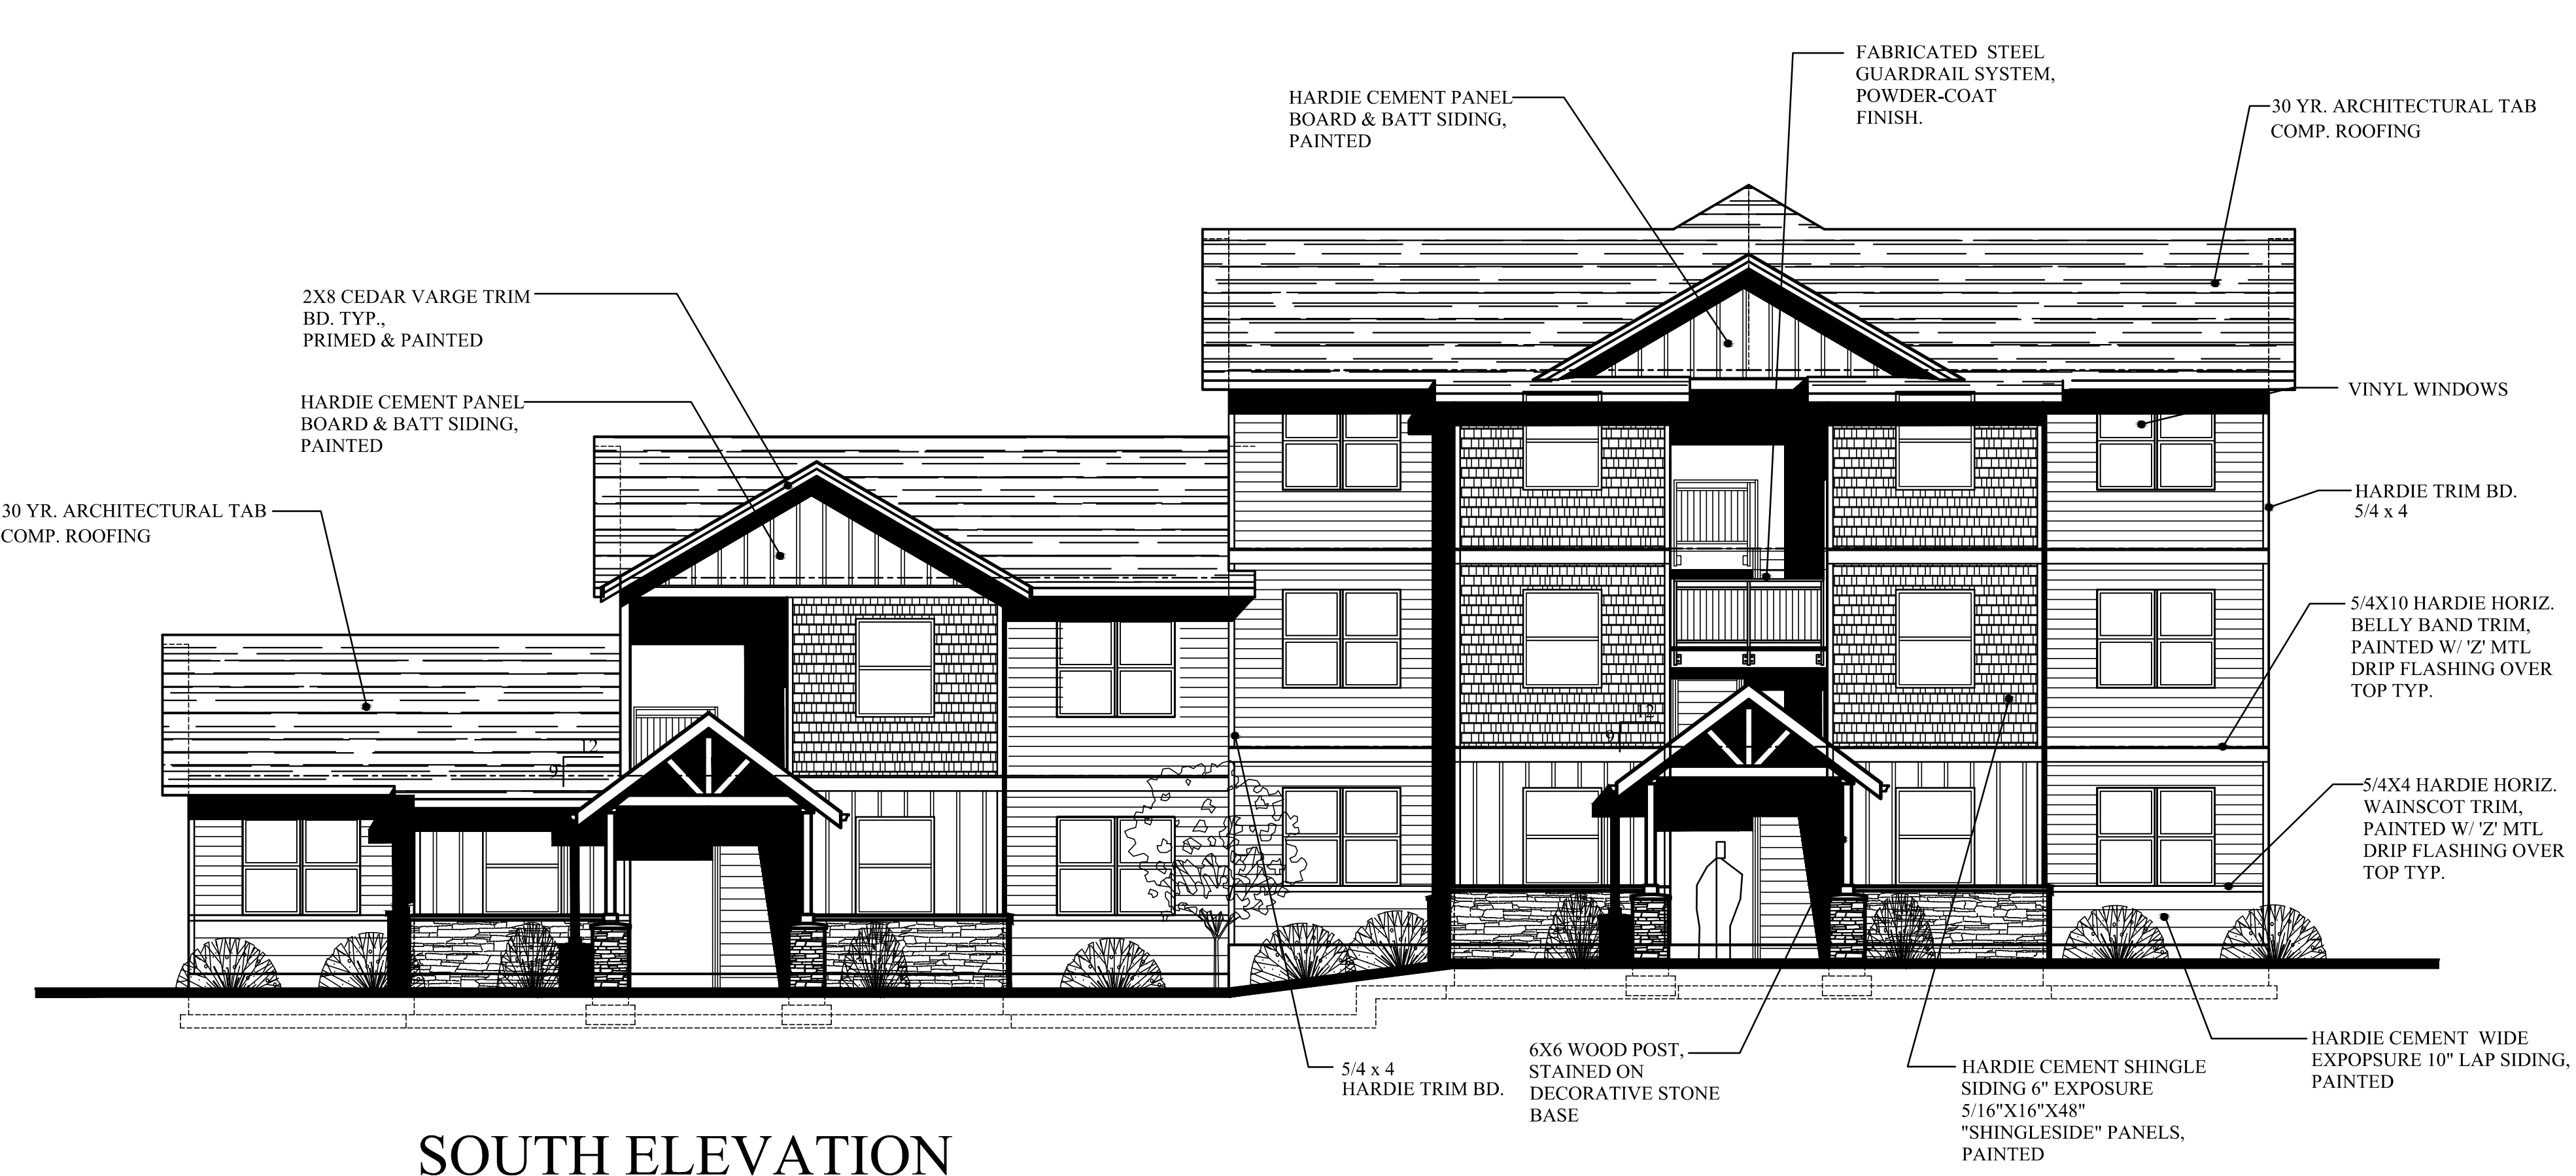 FABRICATED STEEL
GUARDRAIL SYSTEM,
POWDER-COAT
FINISH.
HARDIE CEMENT PANEL
BOARD & BATT SIDING,
PAINTED
30 YR. ARCHITECTURAL TAB
COMP. ROOFING
2X8 CEDAR VARGE TRIM
BD. TYP.,
PRIMED & PAINTED
HARDIE CEMENT PANEL
BOARD & BATT SIDING,
PAINTED
30 YR. ARCHITECTURAL TAB
COMP. ROOFING
VINYL WINDOWS
HARDIE TRIM BD.
5/4 x 4
5/4X10 HARDIE HORIZ.
BELLY BAND TRIM,
PAINTED W/ 'Z' MTL
DRIP FLASHING OVER
TOP TYP.
12
9
12
9
5/4X4 HARDIE HORIZ.
WAINSCOT TRIM,
PAINTED W/ 'Z' MTL
DRIP FLASHING OVER
TOP TYP.
HARDIE CEMENT WIDE
EXPOPSURE 10" LAP SIDING,
PAINTED
5/4 x 4
HARDIE TRIM BD.
6X6 WOOD POST,
STAINED ON
DECORATIVE STONE
BASE
HARDIE CEMENT SHINGLE
SIDING 6" EXPOSURE
5/16"X16"X48"
"SHINGLESIDE" PANELS,
PAINTED
SOUTH ELEVATION